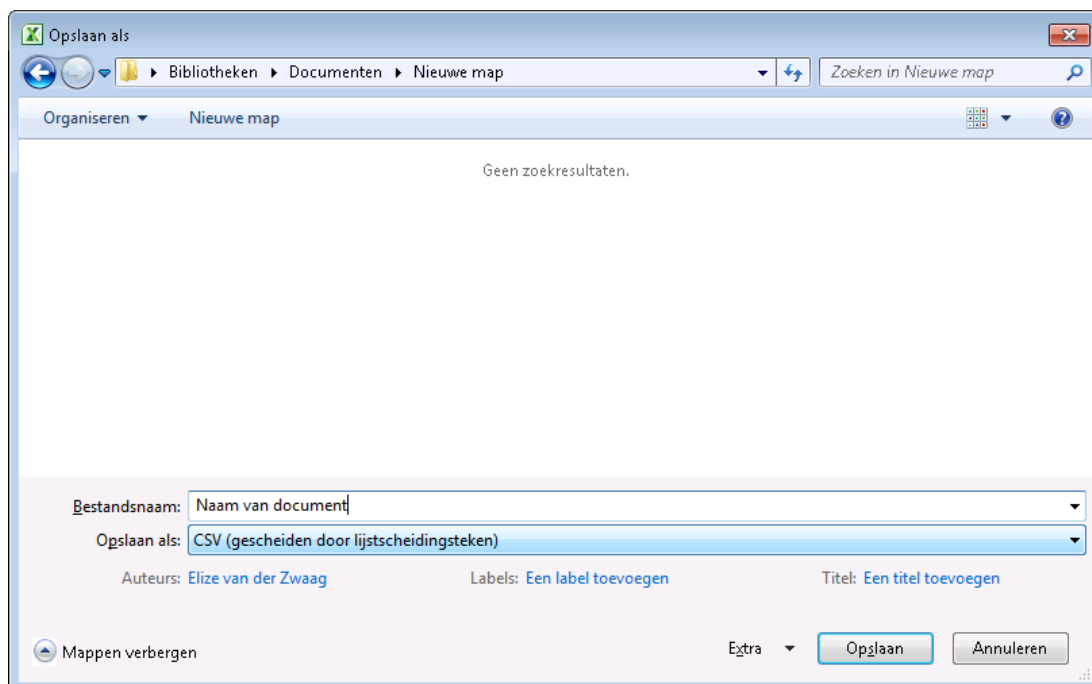 Opslaan als
Bibliotheken Documenten Nieuwe map Zoeken in Nieuwe map
Organiseren Nieuwe map
Geen zoekresultaten.
Bestandsnaam: Naam van document
Opslaan als: CSV (gescheiden door lijstscheidingsteken)
Auteurs: Elize van der Zwaag Labels: Een label toevoegen Titel: Een titel toevoegen
Mappen verbergen Extra Opslaan Annuleren